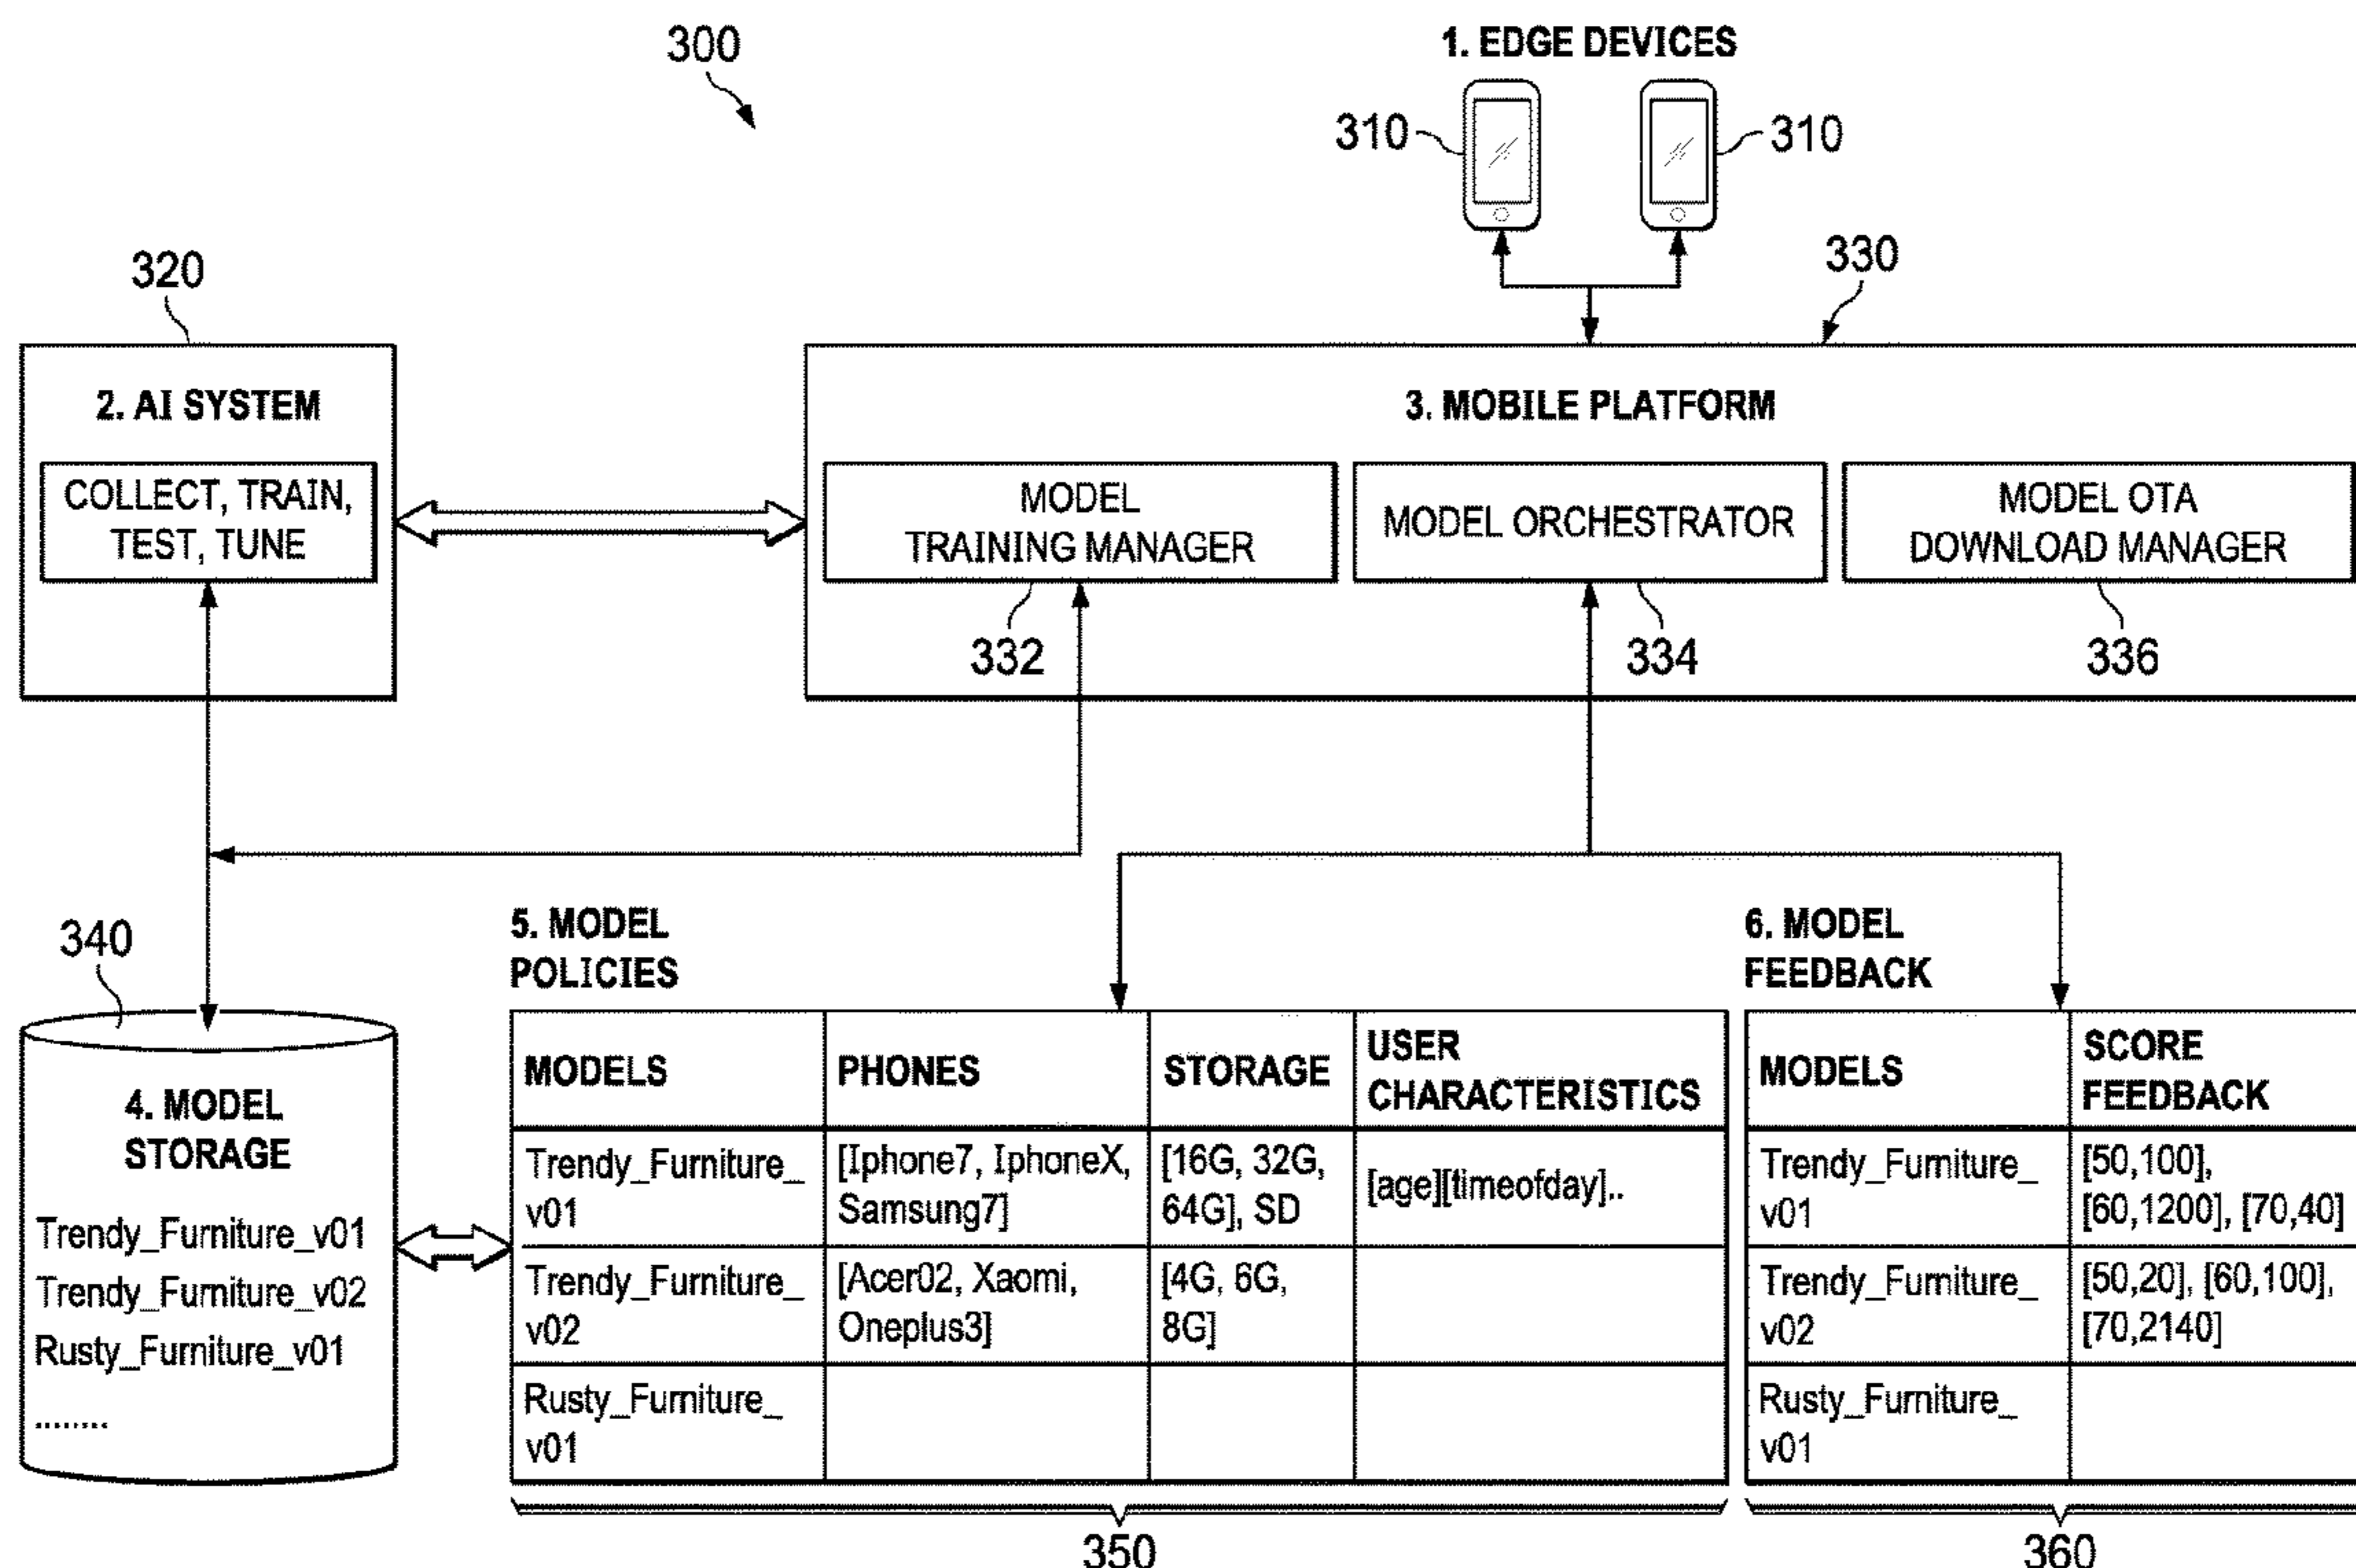 300
1. EDGE DEVICES
310
310
320
330
2. AI SYSTEM
COLLECT, TRAIN,
TEST, TUNE
3. MOBILE PLATFORM
MODEL
TRAINING MANAGER
MODEL ORCHESTRATOR
MODEL OTA
DOWNLOAD MANAGER
332
334
336
340
4. MODEL
STORAGE
Trendy_Furniture_v01
Trendy_Furniture_v02
Rusty_Furniture_v01
........
5. MODEL
POLICIES
MODELS
PHONES
STORAGE
USER
CHARACTERISTICS
Trendy_Furniture_
v01
[Iphone7, IphoneX,
Samsung7]
[16G, 32G,
64G], SD
[age][timeofday]..
Trendy_Furniture_
v02
[Acer02, Xaomi,
Oneplus3]
[4G, 6G,
8G]
Rusty_Furniture_
v01
350
6. MODEL
FEEDBACK
MODELS
SCORE
FEEDBACK
Trendy_Furniture_
v01
[50,100],
[60,1200], [70,40]
Trendy_Furniture_
v02
[50,20], [60,100],
[70,2140]
Rusty_Furniture_
v01
360